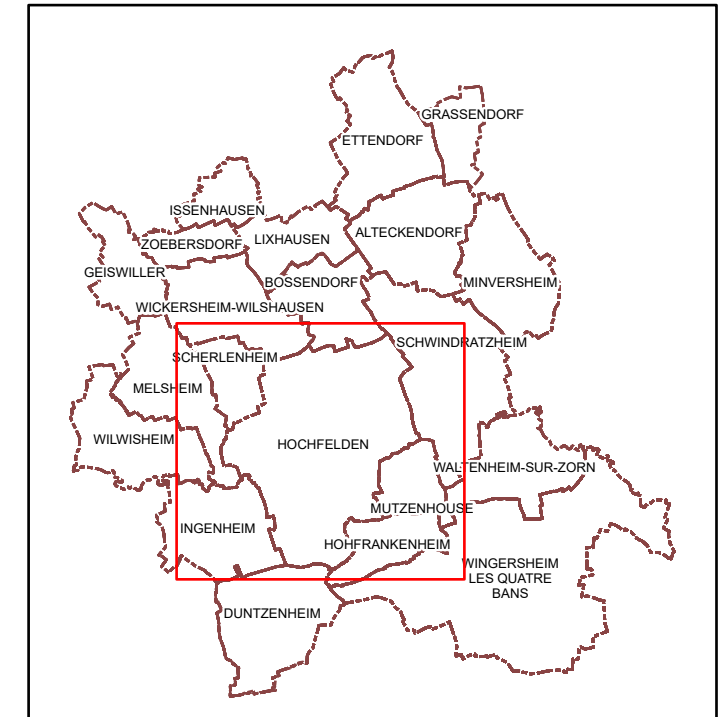 GRASSENDORF
ETTENDORF
ISSENHAUSEN
ALTECKENDORF
LIXHAUSEN
ZOEBERSDORF
GEISWILLER
BOSSENDORF
MINVERSHEIM
WICKERSHEIM-WILSHAUSEN
SCHWINDRATZHEIM
SCHERLENHEIM
MELSHEIM
WILWISHEIM
HOCHFELDEN
WALTENHEIM-SUR-ZORN
MUTZENHOUSE
INGENHEIM
HOHFRANKENHEIM
WINGERSHEIM
LES QUATRE
BANS
DUNTZENHEIM